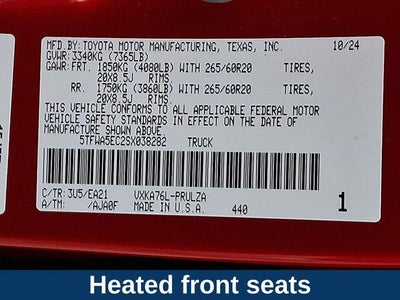 MFD.BY: TOYOTA MOTOR MANUFACTURING, TEXAS, INC. 10/24
GVWR: 3340KG (7365LB)
GAWR: FRT. 1850KG (4080LB) WITH 265/60R20 TIRES,
20X8.5J RIMS.
RR. 1750KG (3860LB) WITH 265/60R20 TIRES,
20X8.5J RIMS.
THIS VEHICLE CONFORMS TO ALL APPLICABLE FEDERAL MOTOR
VEHICLE SAFETY STANDARDS IN EFFECT ON THE DATE OF
MANUFACTURE SHOWN ABOVE.
5TFWA5EC2SX038282 TRUCK
C/TR: 3U5/EA21 VXKA76L-PRULZA
A/TM: /AJA0F MADE IN U.S.A. 440 1
Heated front seats